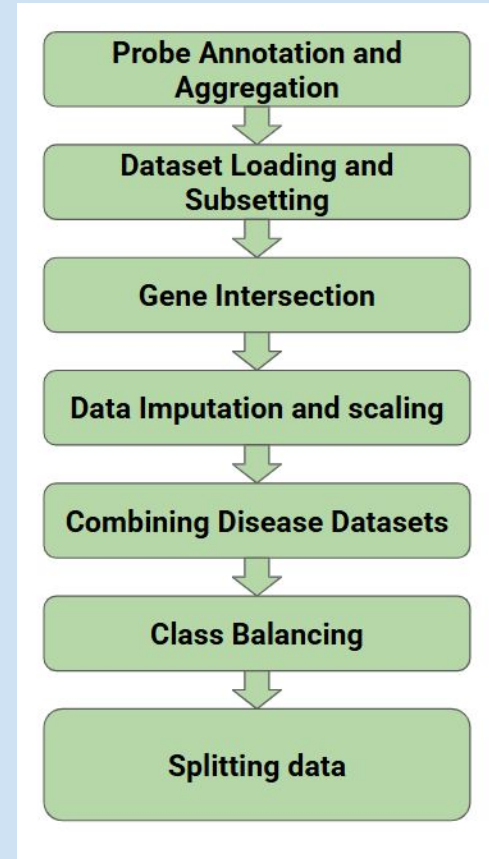 Probe Annotation and
Aggregation
Dataset Loading and
Subsetting
Gene Intersection
Data Imputation and scaling
Combining Disease Datasets
Class Balancing
Splitting data